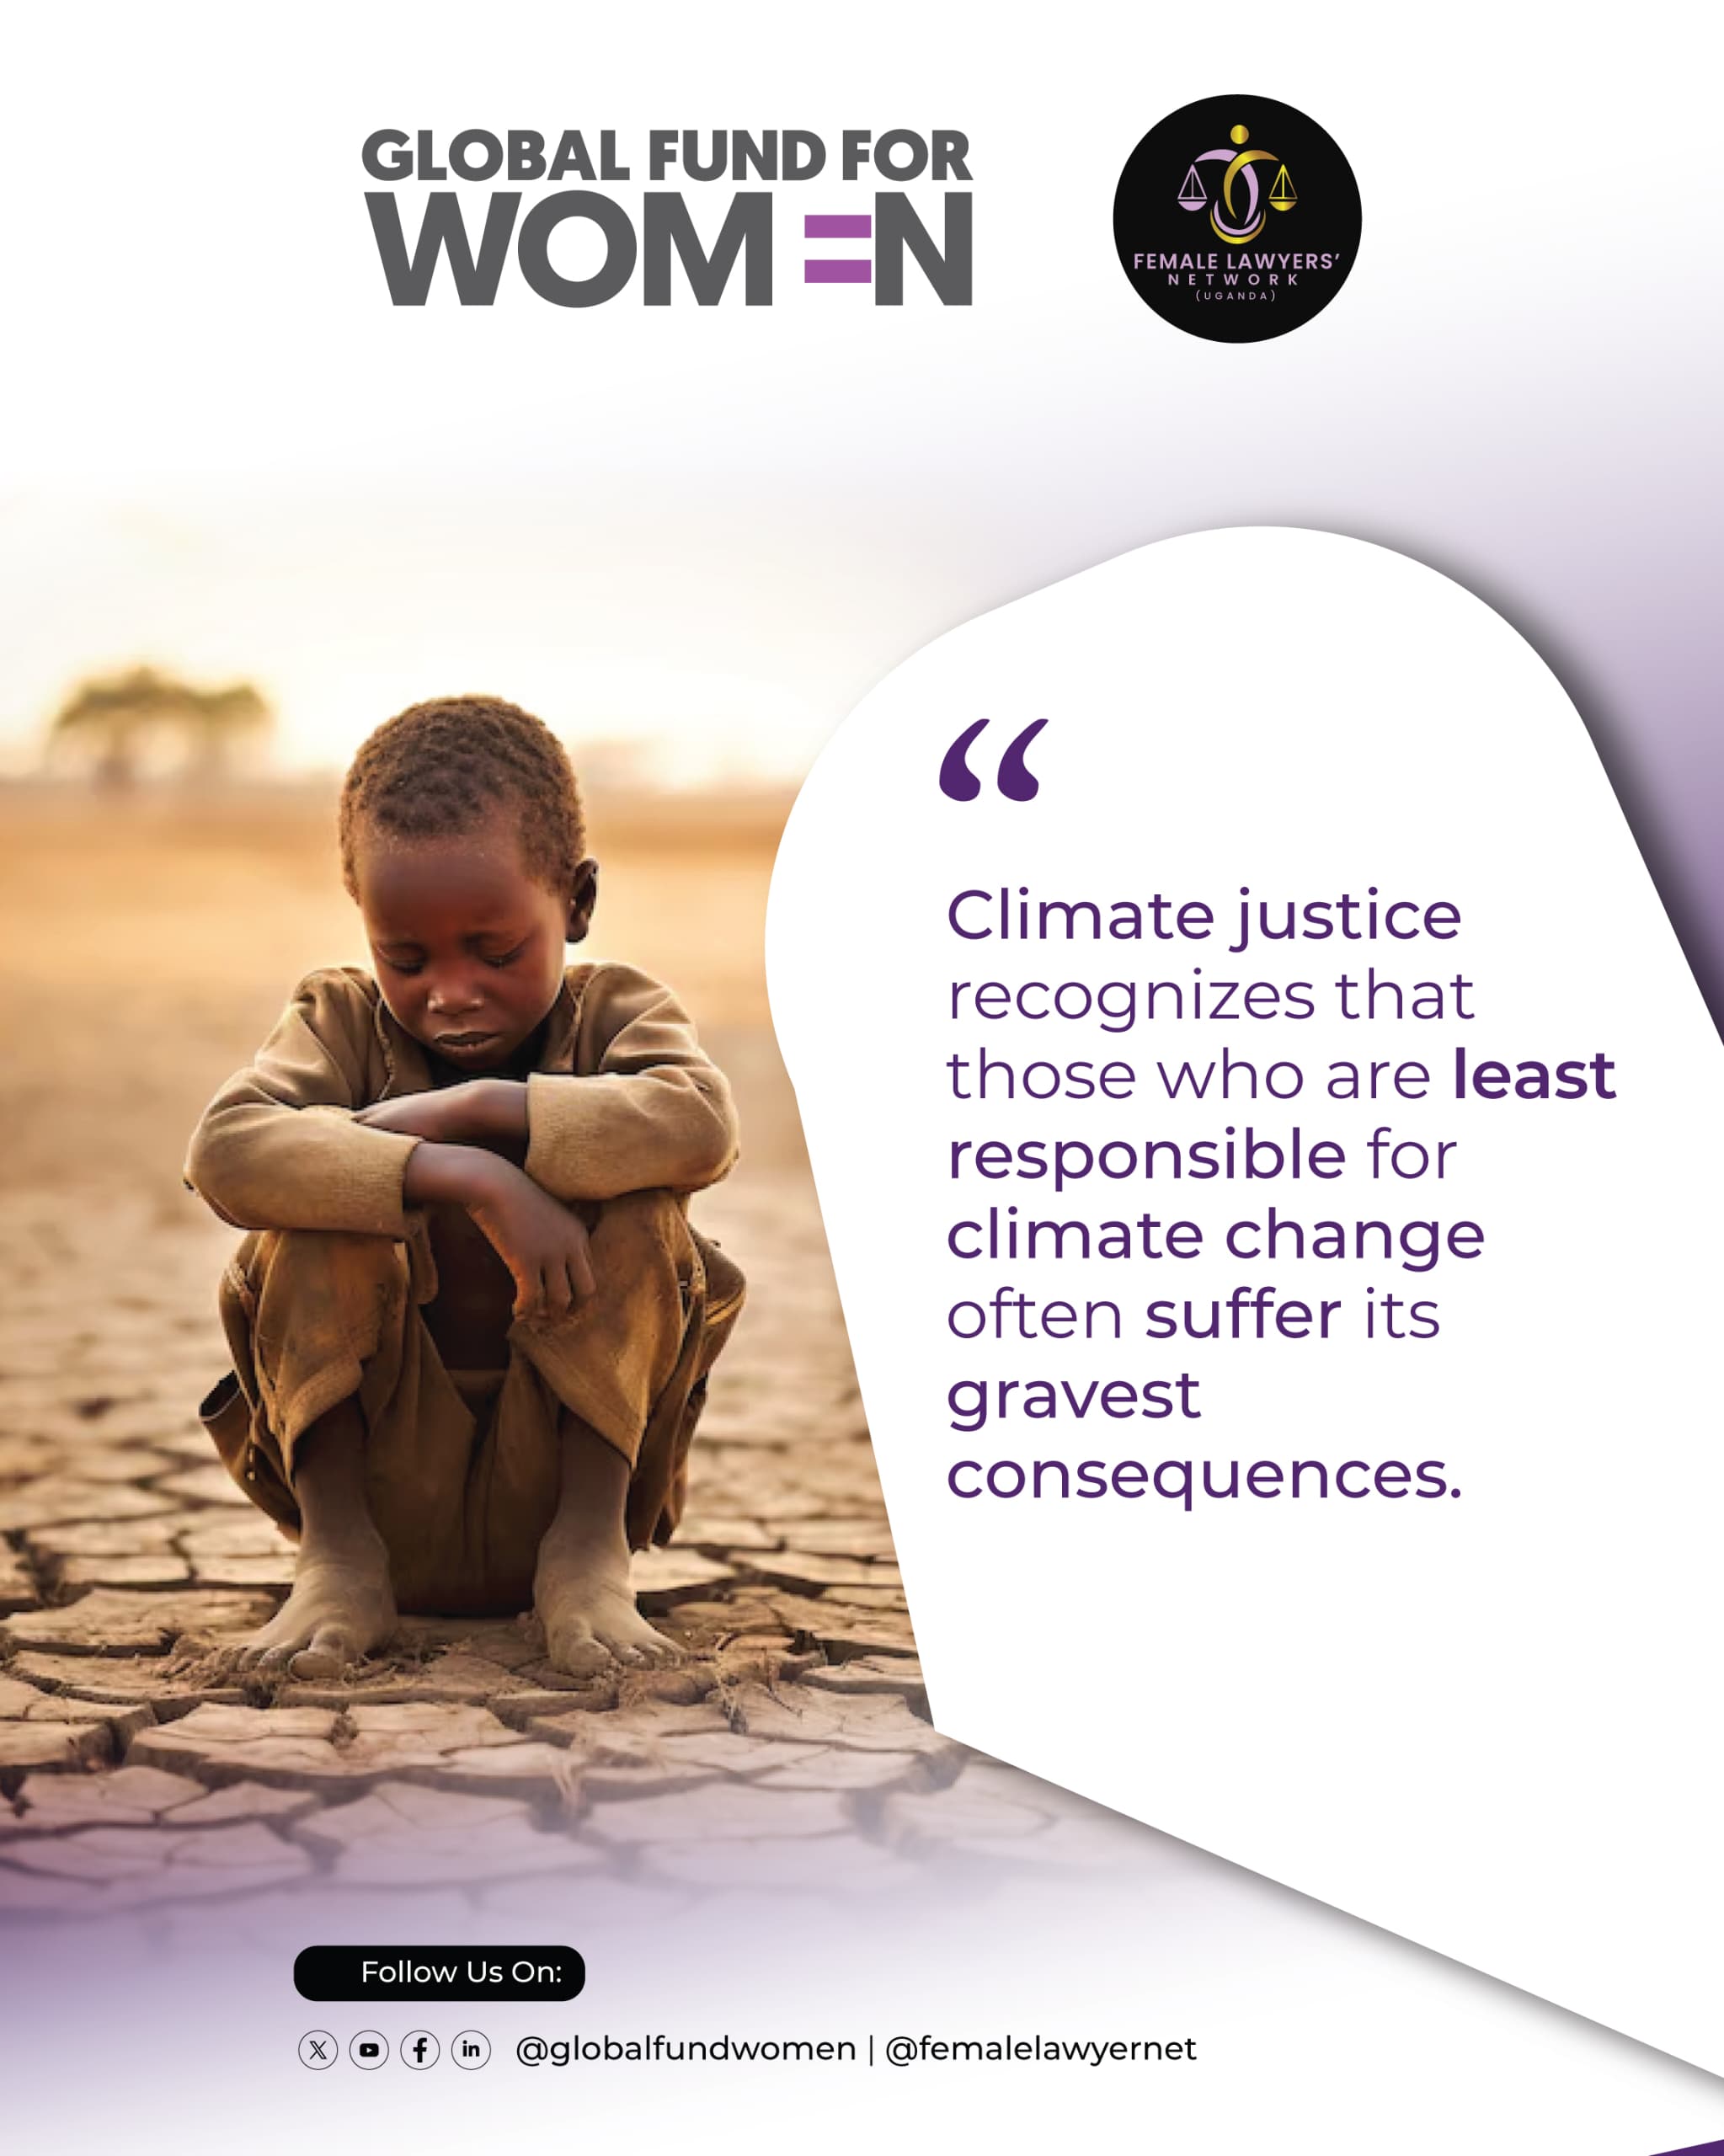 GLOBAL FUND FOR
WOMEN
FEMALE LAWYERS'
NETWORK
(UGANDA)
“
Climate justice
recognizes that
those who are least
responsible for
climate change
often suffer its
gravest
consequences.
Follow Us On:
@globalfundwomen | @femalelawyernet